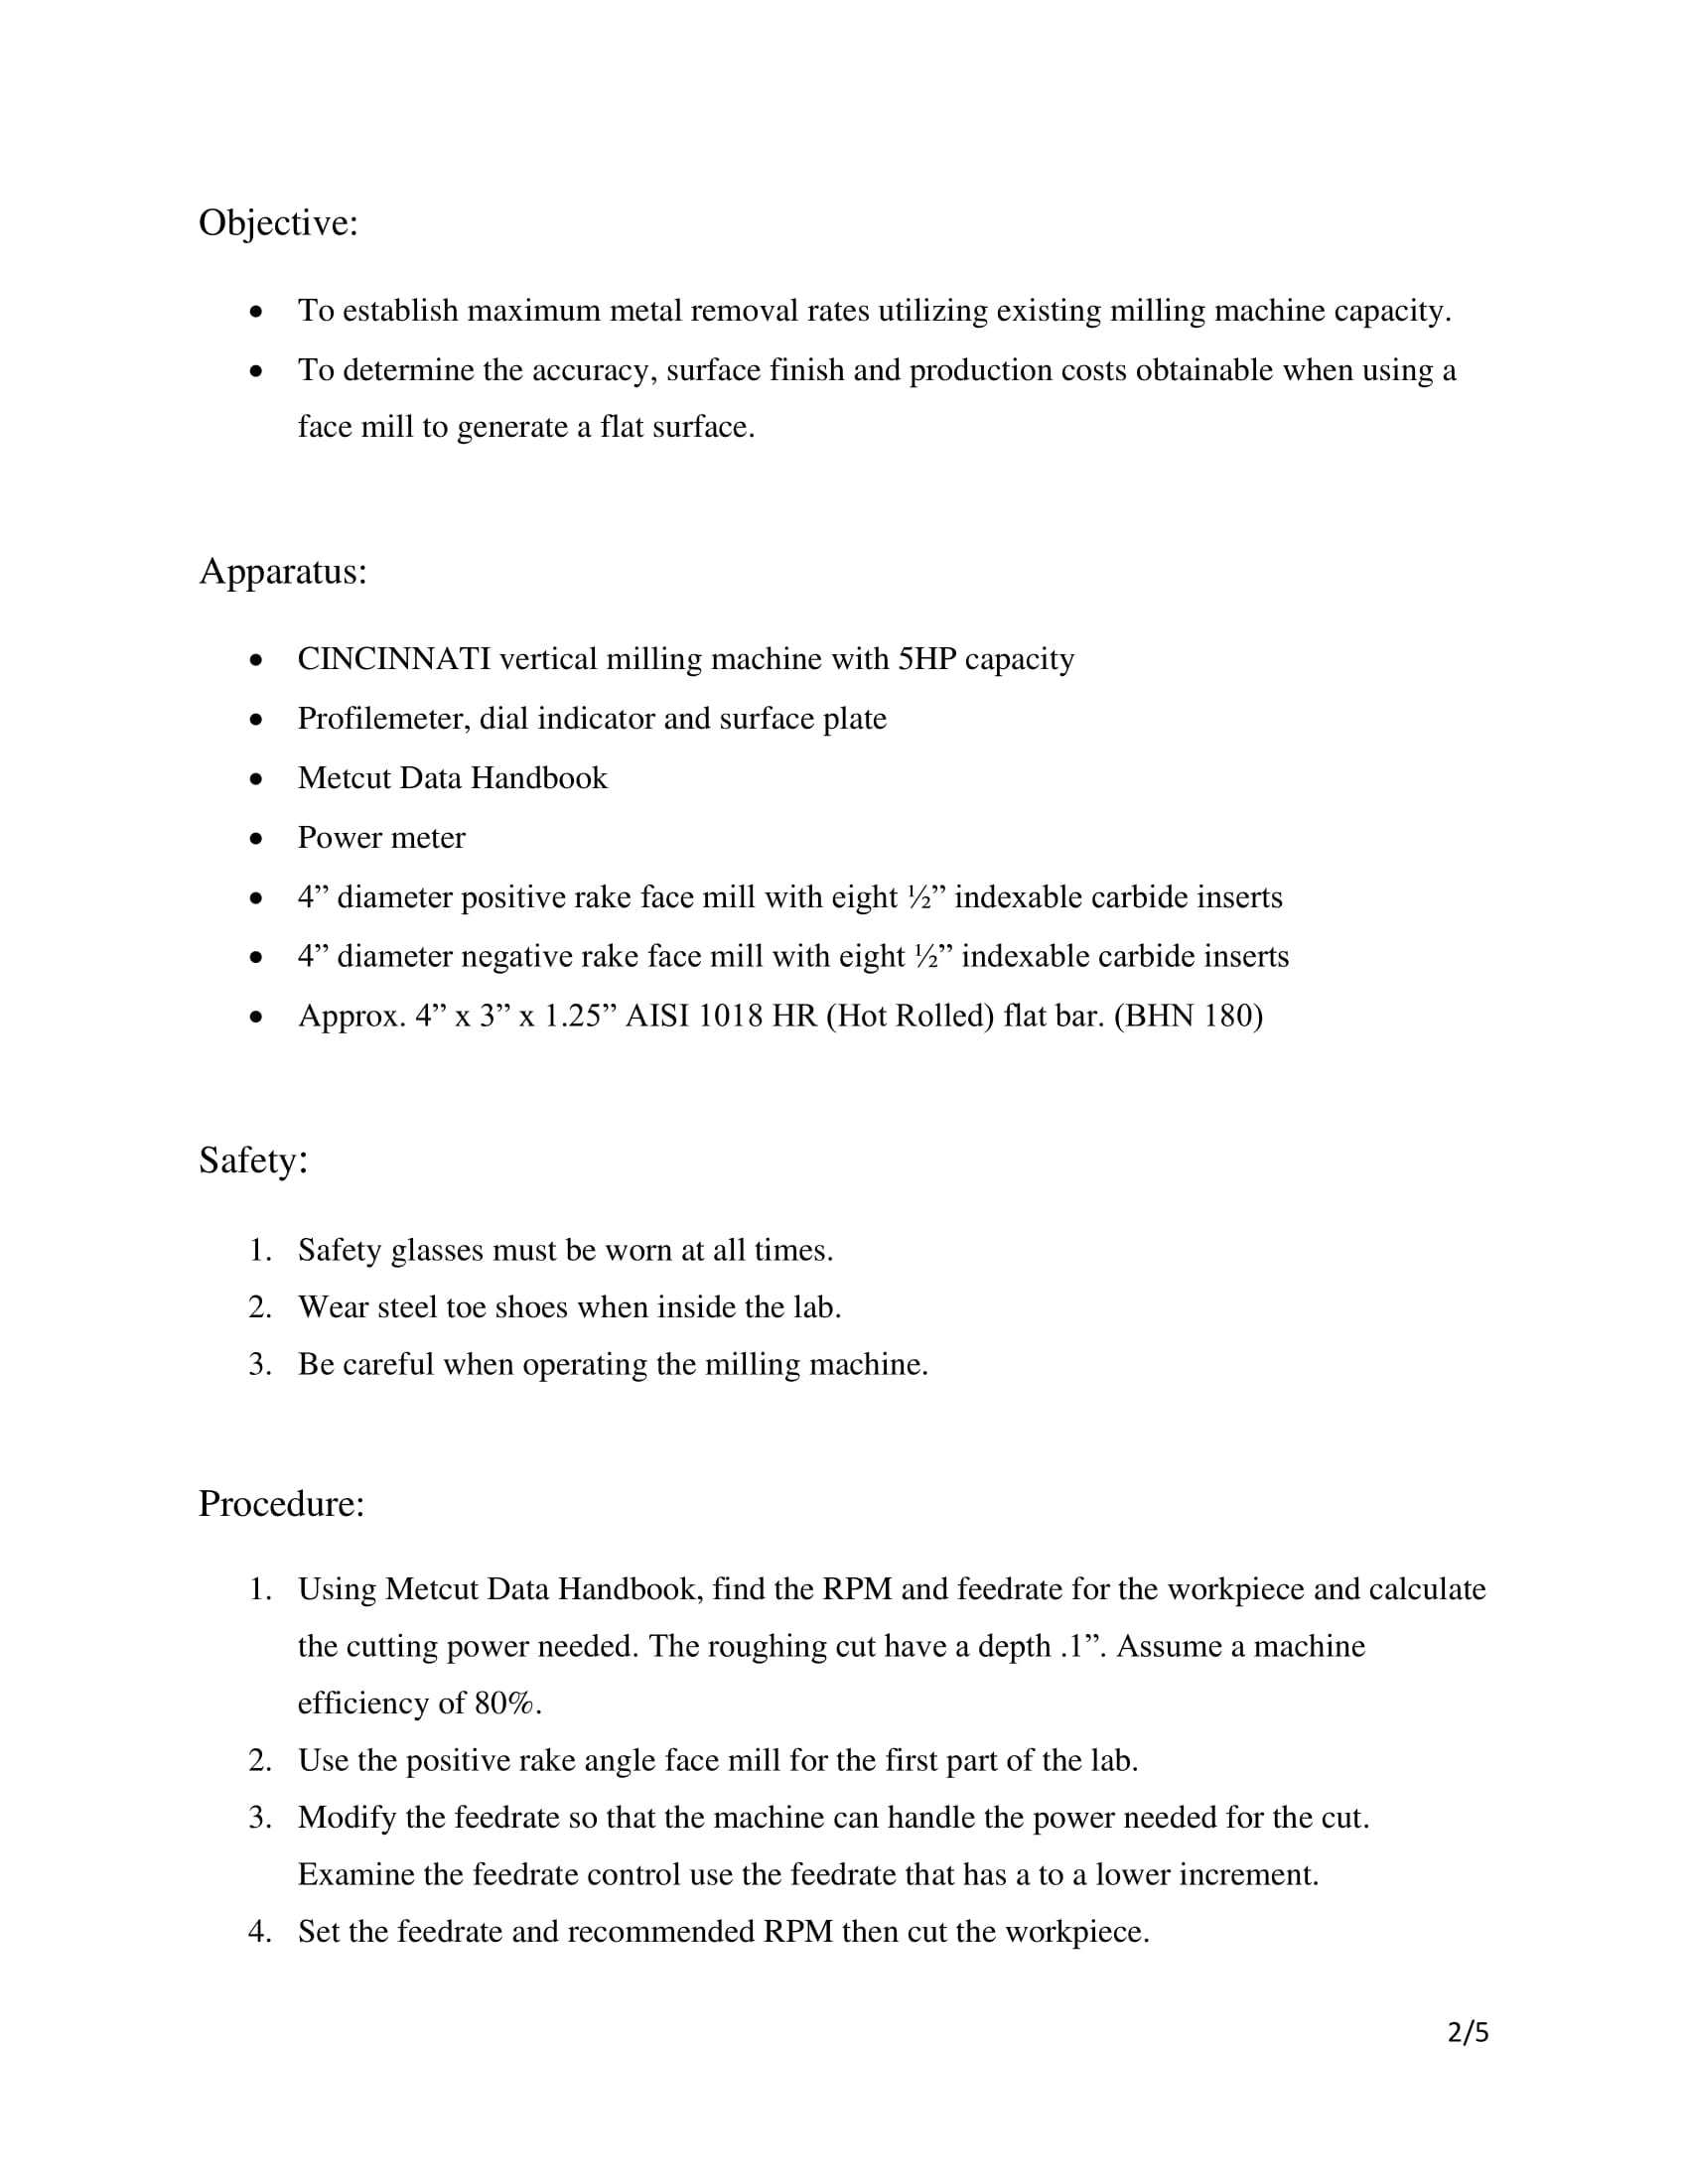 Objective:
• To establish maximum metal removal rates utilizing existing milling machine capacity.
• To determine the accuracy, surface finish and production costs obtainable when using a
face mill to generate a flat surface.
Apparatus:
• CINCINNATI vertical milling machine with 5HP capacity
• Profilemeter, dial indicator and surface plate
• Metcut Data Handbook
• Power meter
• 4” diameter positive rake face mill with eight ½” indexable carbide inserts
• 4” diameter negative rake face mill with eight ½” indexable carbide inserts
• Approx. 4” x 3” x 1.25” AISI 1018 HR (Hot Rolled) flat bar. (BHN 180)
Safety:
1. Safety glasses must be worn at all times.
2. Wear steel toe shoes when inside the lab.
3. Be careful when operating the milling machine.
Procedure:
1. Using Metcut Data Handbook, find the RPM and feedrate for the workpiece and calculate
the cutting power needed. The roughing cut have a depth .1”. Assume a machine
efficiency of 80%.
2. Use the positive rake angle face mill for the first part of the lab.
3. Modify the feedrate so that the machine can handle the power needed for the cut.
Examine the feedrate control use the feedrate that has a to a lower increment.
4. Set the feedrate and recommended RPM then cut the workpiece.
2/5